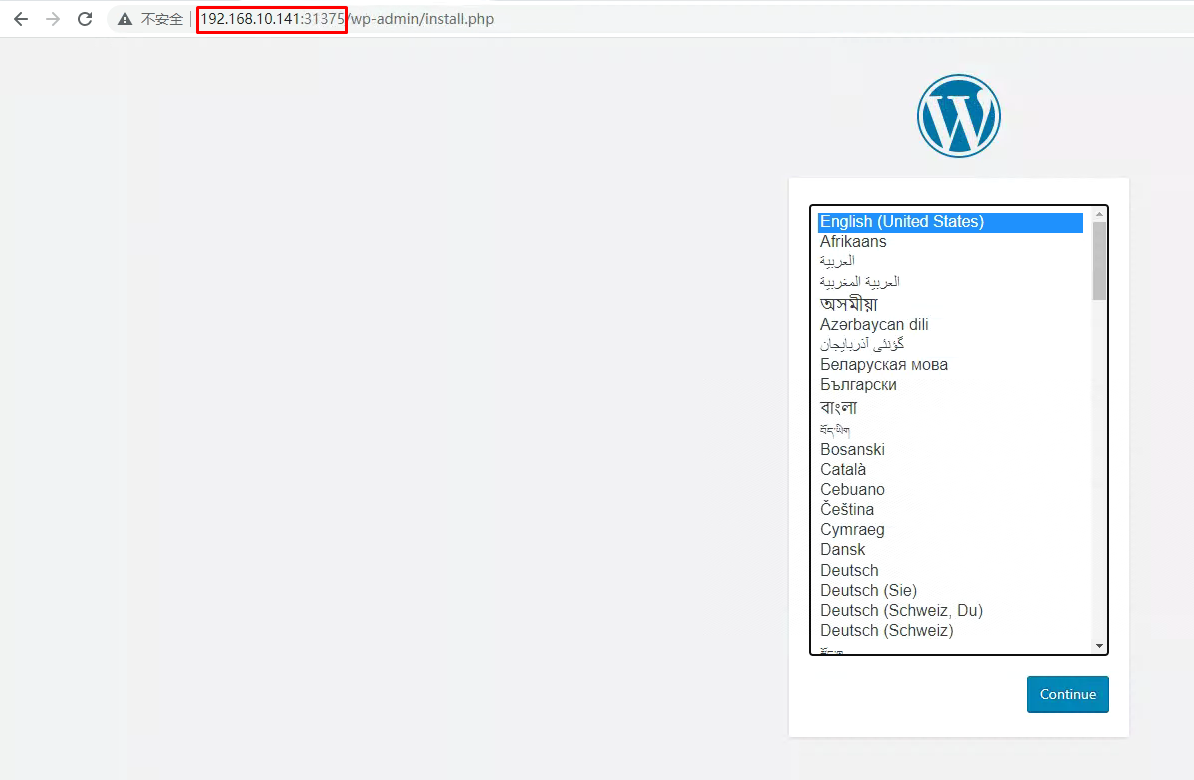 不安全 192.168.10.141:31375/wp-admin/install.php
English (United States)
Afrikaans
العربية
العربية المغربية
অসমীয়া
Azərbaycan dili
گؤنئی آذربایجان
Беларуская мова
Български
বাংলা
བོད་ཡིག
Bosanski
Català
Cebuano
Čeština
Cymraeg
Dansk
Deutsch
Deutsch (Sie)
Deutsch (Schweiz, Du)
Deutsch (Schweiz)
Continue